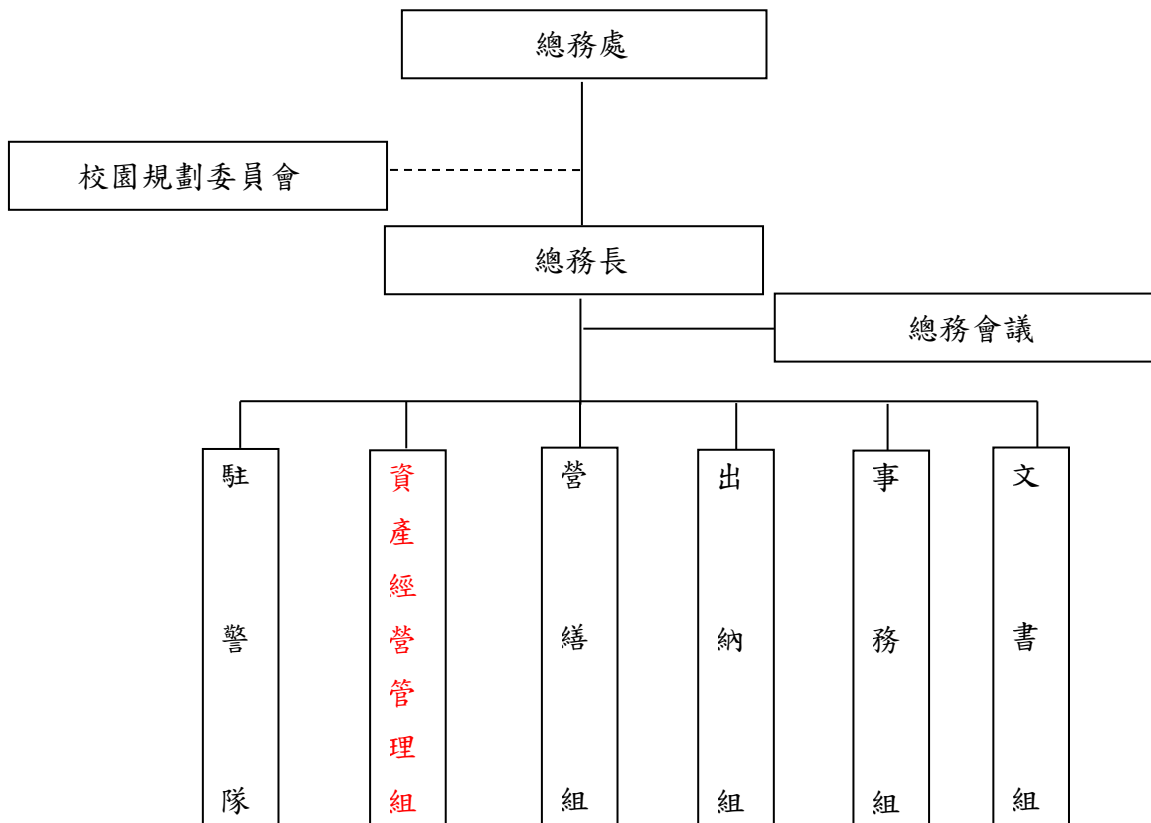 總務處
校園規劃委員會
總務長
總務會議
駐警隊
資產經營管理組
營繕組
出納組
事務組
文書組